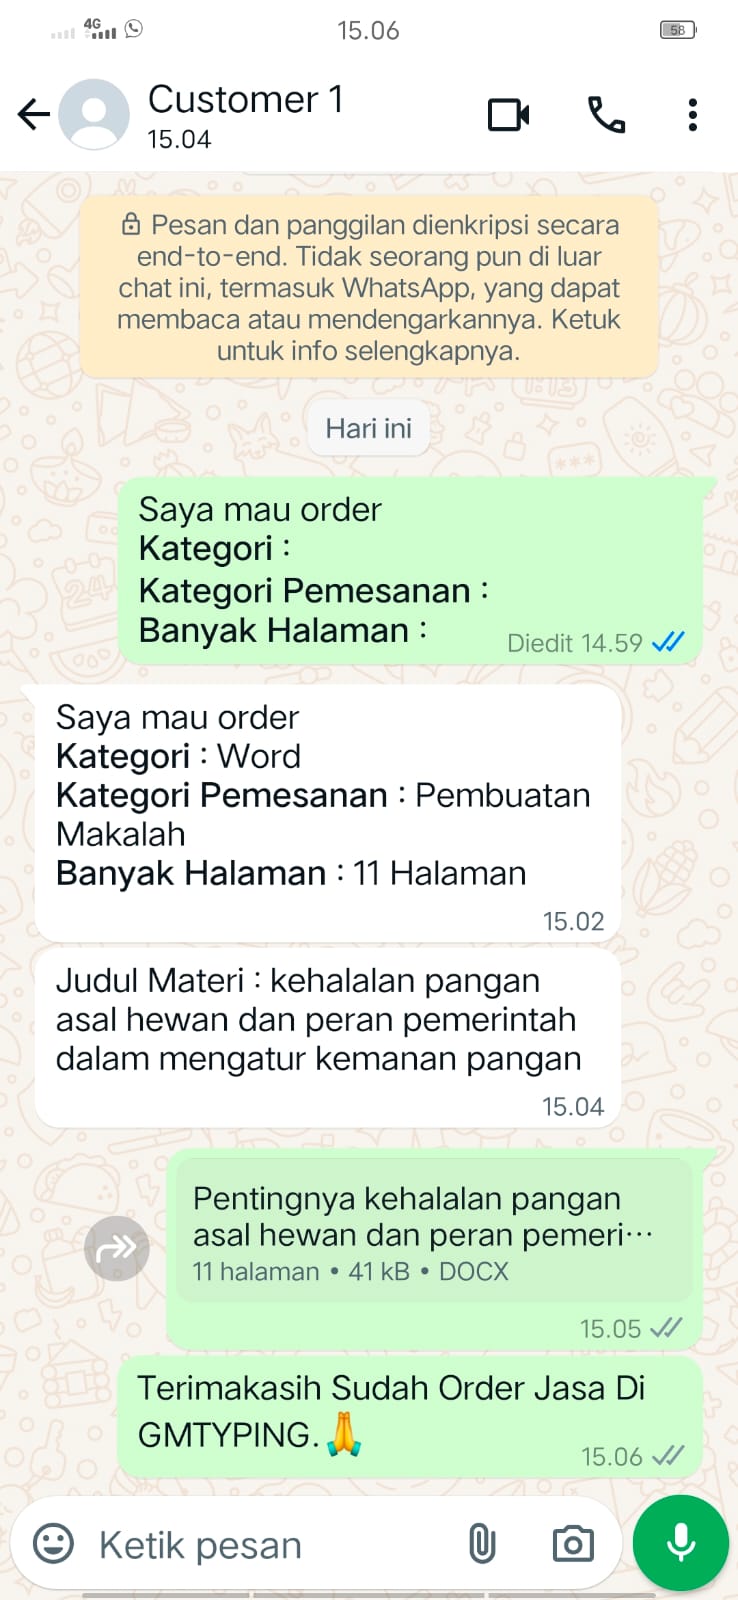 4G
15.06
58
Customer 1
15.04
Pesan dan panggilan dienkripsi secara
end-to-end. Tidak seorang pun di luar
chat ini, termasuk WhatsApp, yang dapat
membaca atau mendengarkannya. Ketuk
untuk info selengkapnya.
Hari ini
Saya mau order
Kategori :
Kategori Pemesanan :
Banyak Halaman :
Diedit 14.59
Saya mau order
Kategori : Word
Kategori Pemesanan : Pembuatan
Makalah
Banyak Halaman : 11 Halaman
15.02
Judul Materi : kehalalan pangan
asal hewan dan peran pemerintah
dalam mengatur kemanan pangan
15.04
Pentingnya kehalalan pangan
asal hewan dan peran pemeri...
11 halaman • 41 kB • DOCX
15.05
Terimakasih Sudah Order Jasa Di
GMTYPING.🙏
15.06
Ketik pesan